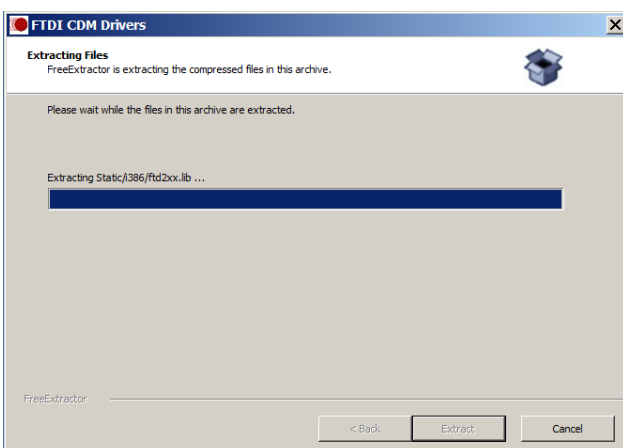 FTDI CDM Drivers
Extracting Files
FreeExtractor is extracting the compressed files in this archive.
Please wait while the files in this archive are extracted.
Extracting Static/i386/ftd2xx.lib ...
FreeExtractor
< Back
Extract
Cancel